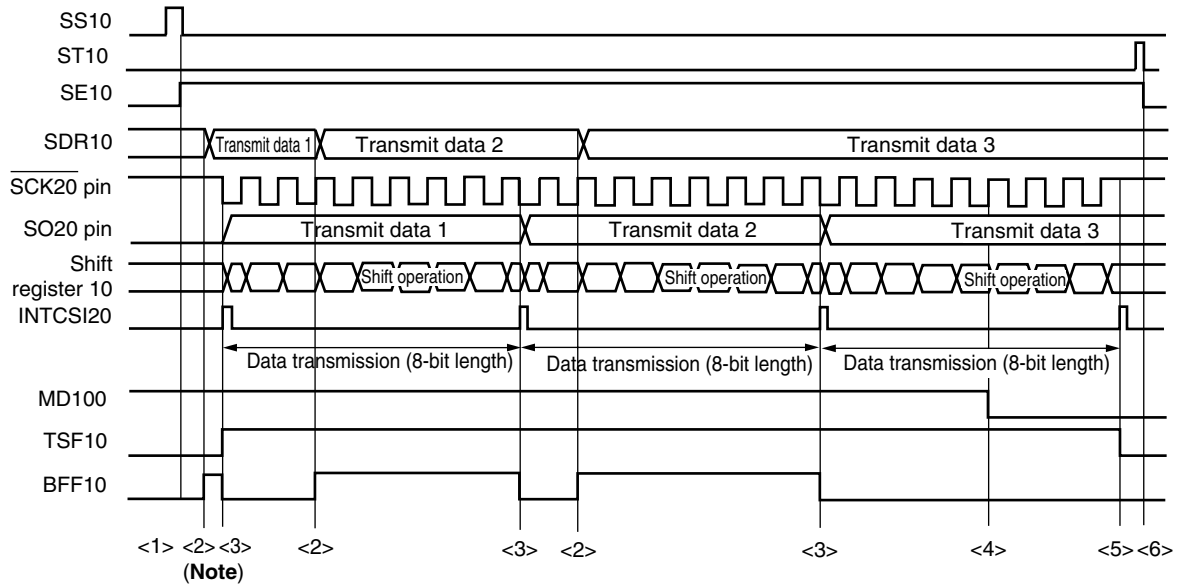 SS10
ST10
SE10
SDR10 Transmit data 1 Transmit data 2 Transmit data 3
SCK20 pin
SO20 pin Transmit data 1 Transmit data 2 Transmit data 3
Shift
register 10 Shift operation Shift operation Shift operation
INTCSI20
Data transmission (8-bit length) Data transmission (8-bit length) Data transmission (8-bit length)
MD100
TSF10
BFF10
<1> <2> <3> <2> <3> <2> <3> <4> <5> <6>
(Note)